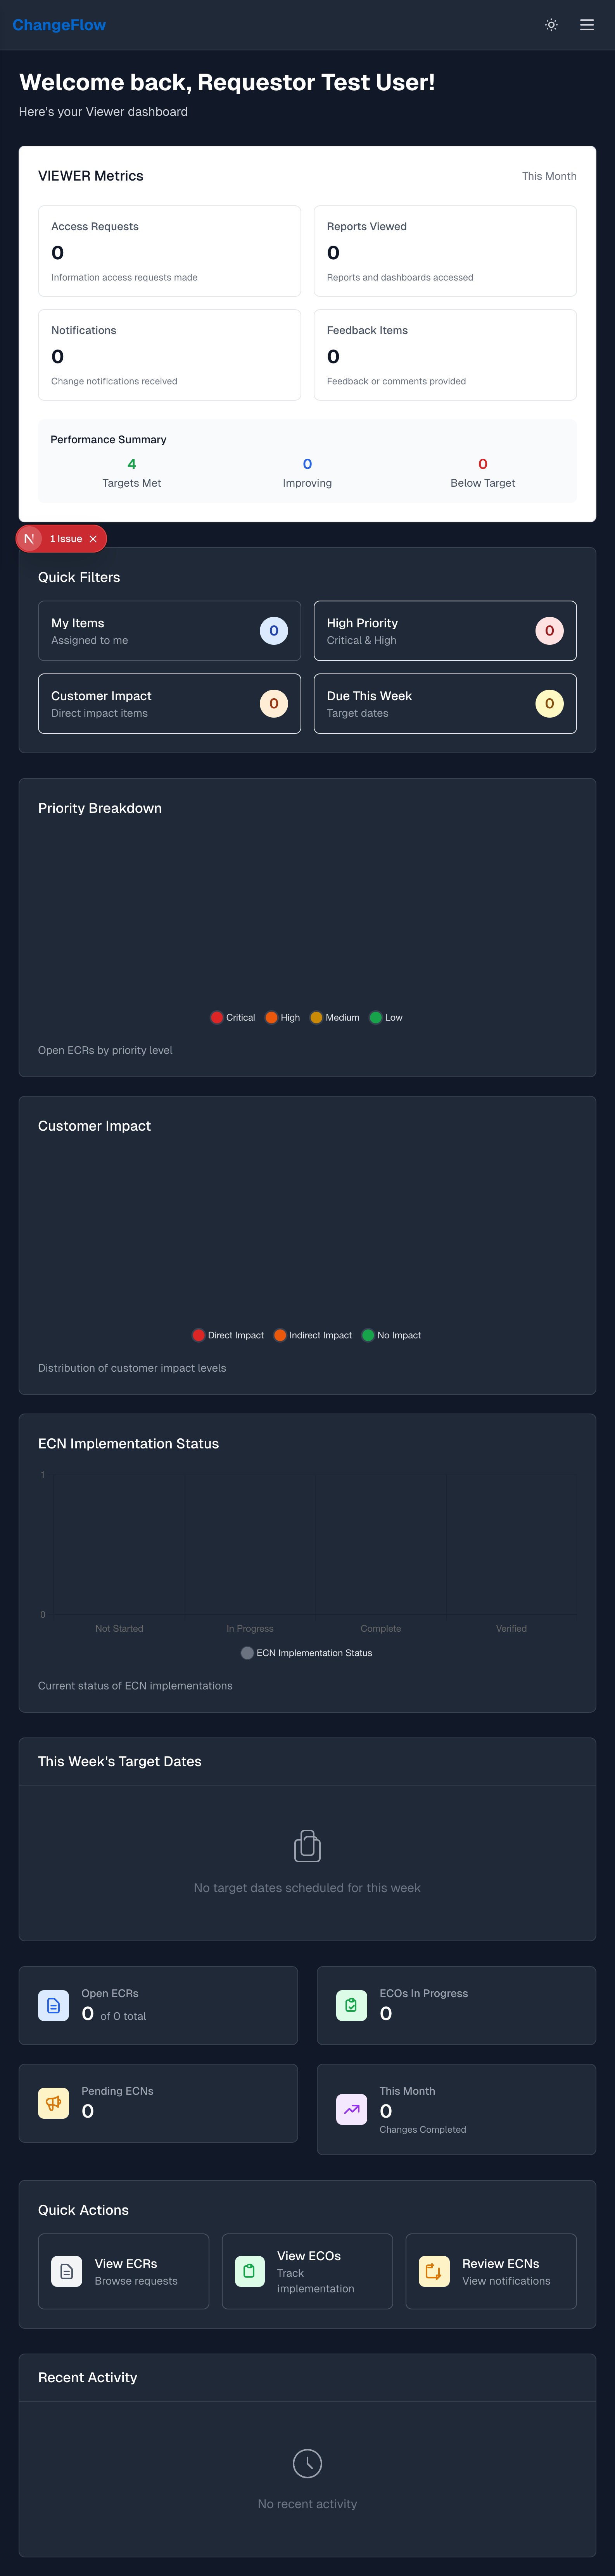 ChangeFlow
Welcome back, Requestor Test User!
Here's your Viewer dashboard
VIEWER Metrics
This Month
Access Requests
0
Information access requests made
Reports Viewed
0
Reports and dashboards accessed
Notifications
0
Change notifications received
Feedback Items
0
Feedback or comments provided
Performance Summary
4
Targets Met
0
Improving
0
Below Target
N 1 Issue
Quick Filters
My Items
Assigned to me
0
High Priority
Critical & High
0
Customer Impact
Direct impact items
0
Due This Week
Target dates
0
Priority Breakdown
Critical High Medium Low
Open ECRs by priority level
Customer Impact
Direct Impact Indirect Impact No Impact
Distribution of customer impact levels
ECN Implementation Status
1
0
Not Started In Progress Complete Verified
ECN Implementation Status
Current status of ECN implementations
This Week's Target Dates
No target dates scheduled for this week
Open ECRs
0 of 0 total
ECOs In Progress
0
Pending ECNs
0
This Month
0
Changes Completed
Quick Actions
View ECRs
Browse requests
View ECOs
Track
implementation
Review ECNs
View notifications
Recent Activity
No recent activity